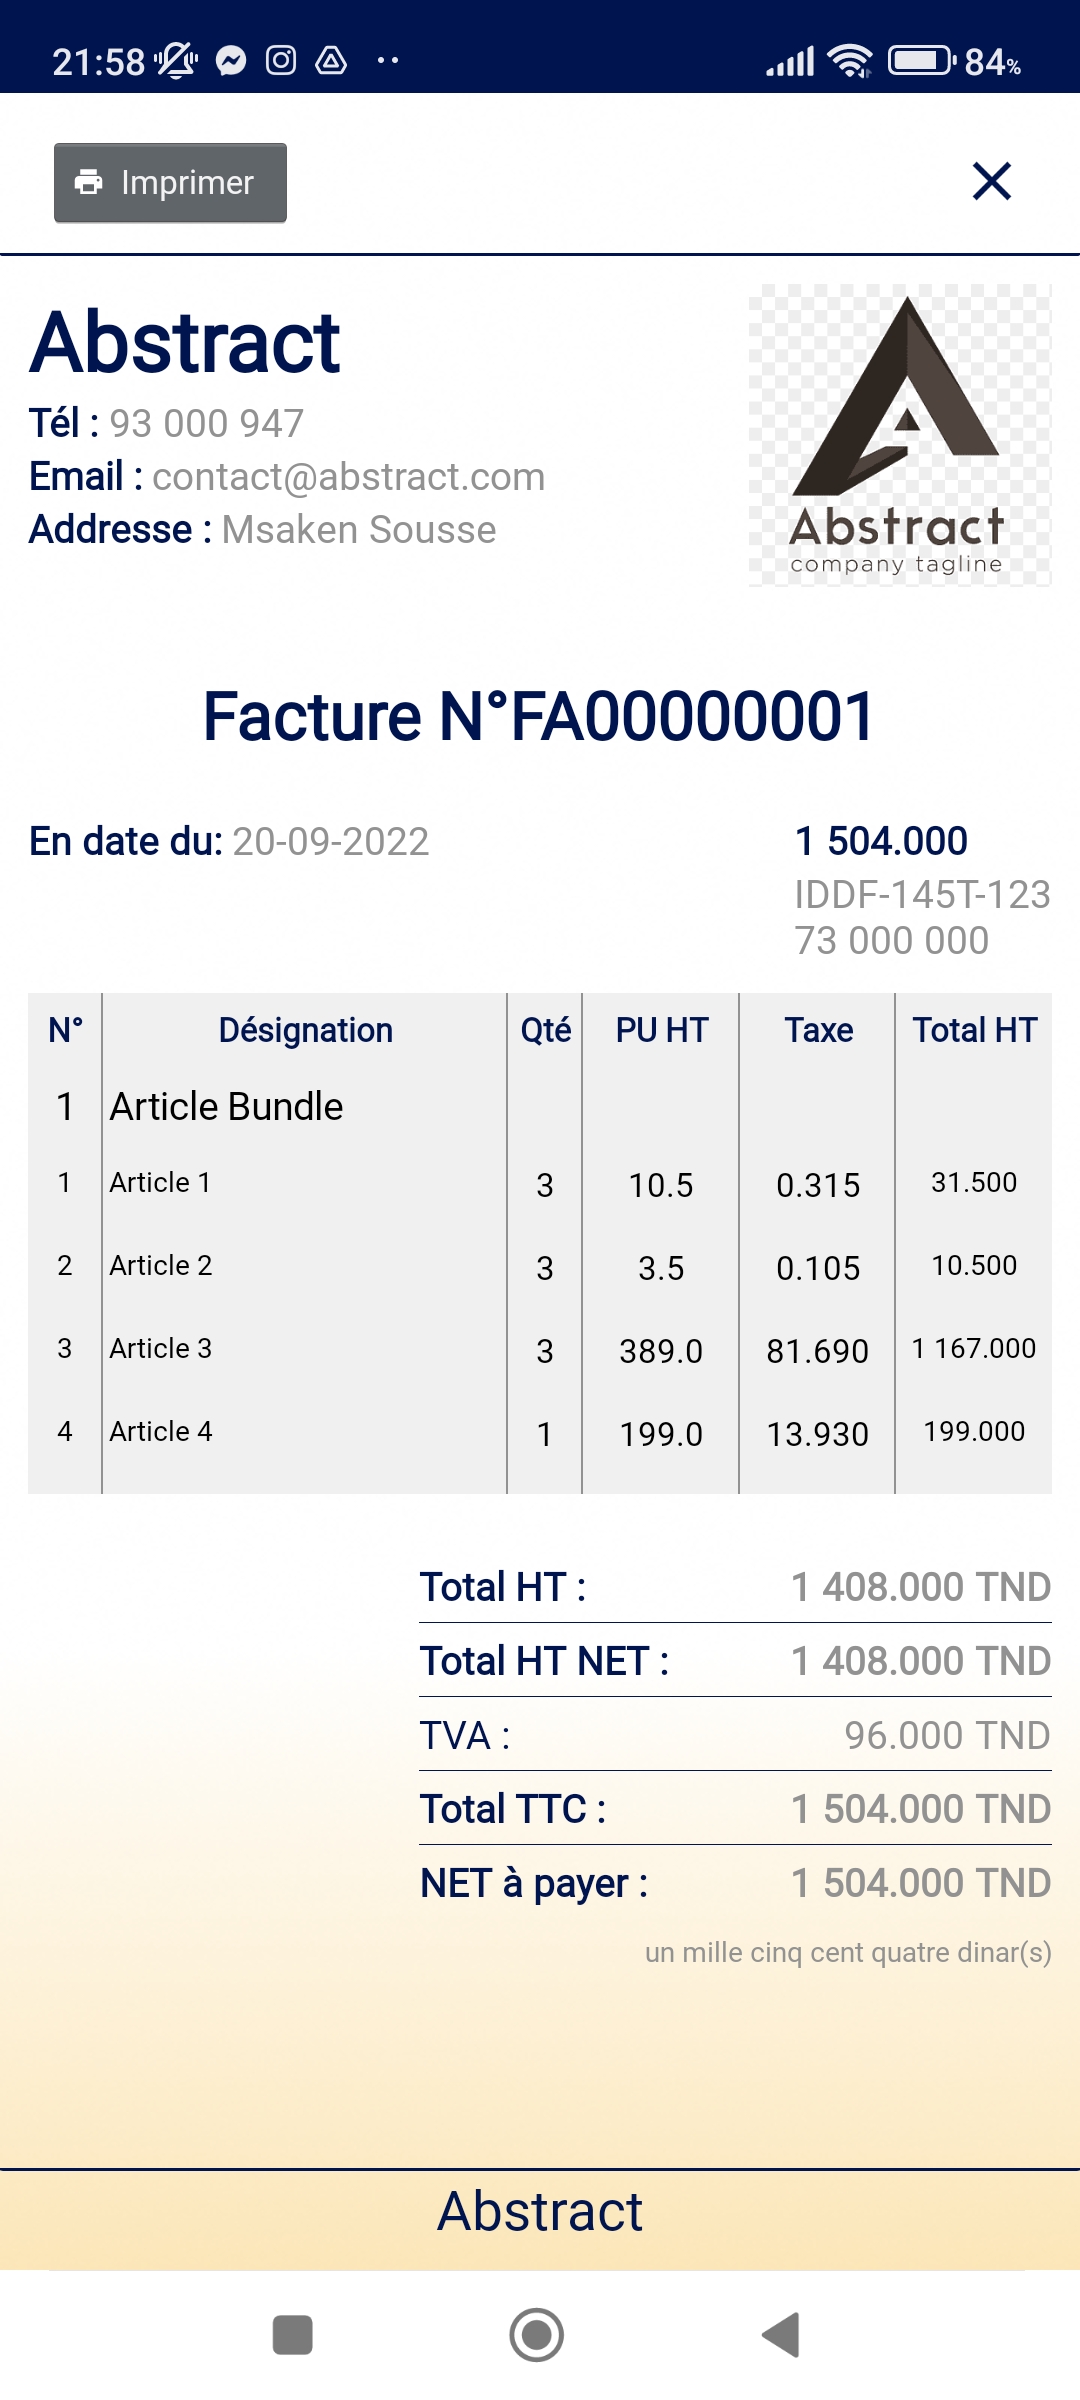 21:58 84%
Imprimer
Abstract
Tél : 93 000 947
Email : contact@abstract.com
Addresse : Msaken Sousse
Abstract
company tagline
Facture N°FA00000001
En date du: 20-09-2022
1 504.000
IDDF-145T-123
73 000 000
N° Désignation Qté PU HT Taxe Total HT
1 Article Bundle
1 Article 1 3 10.5 0.315 31.500
2 Article 2 3 3.5 0.105 10.500
3 Article 3 3 389.0 81.690 1 167.000
4 Article 4 1 199.0 13.930 199.000
Total HT : 1 408.000 TND
Total HT NET : 1 408.000 TND
TVA : 96.000 TND
Total TTC : 1 504.000 TND
NET à payer : 1 504.000 TND
un mille cinq cent quatre dinar(s)
Abstract